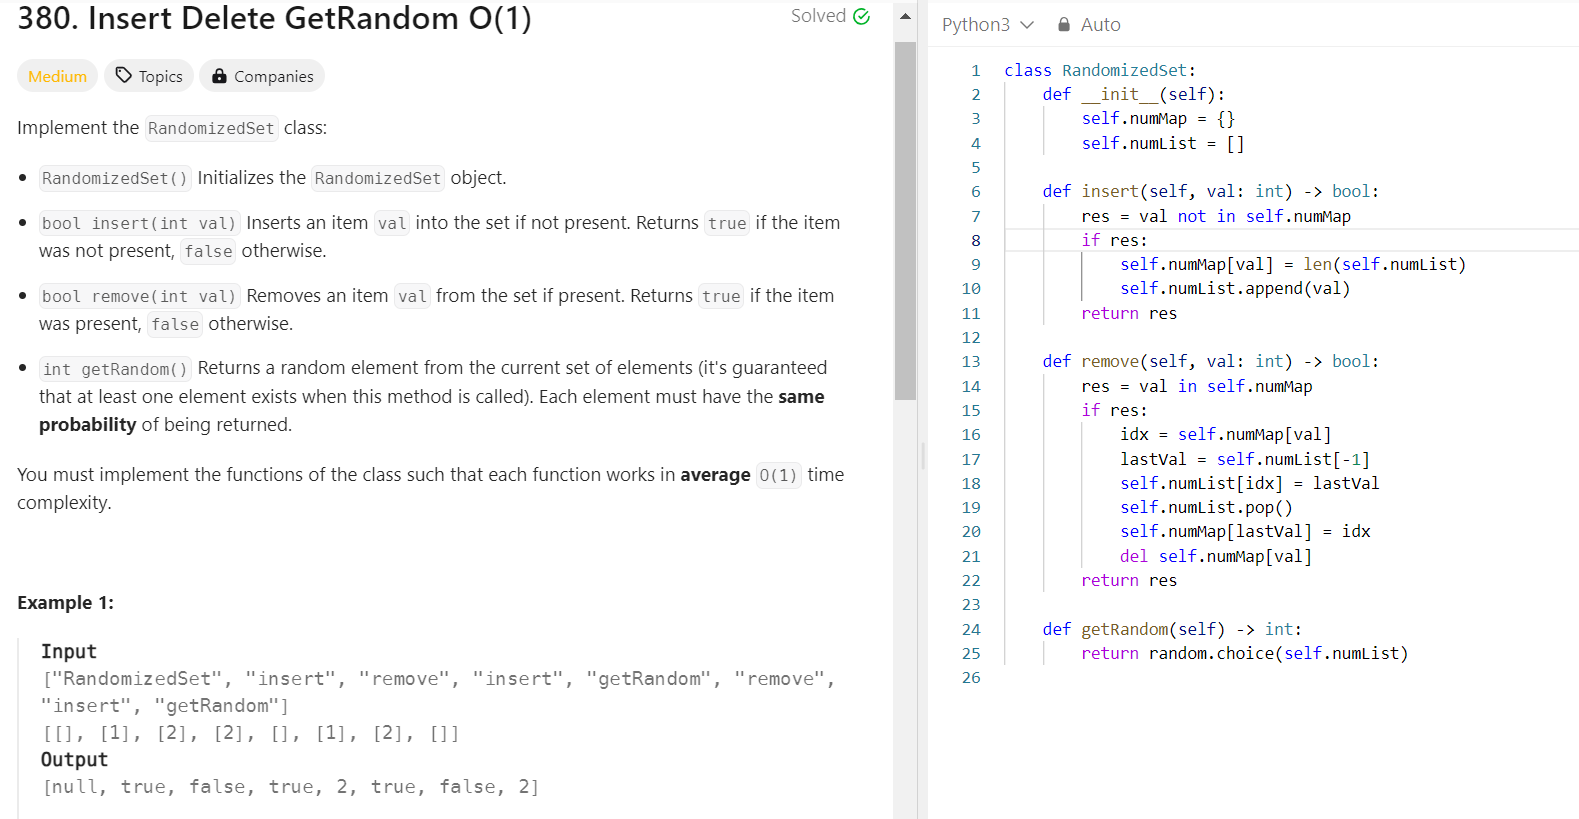 380. Insert Delete GetRandom O(1)
Solved
Medium
Topics
Companies
Implement the RandomizedSet class:
RandomizedSet() Initializes the RandomizedSet object.
bool insert(int val) Inserts an item val into the set if not present. Returns true if the item
was not present, false otherwise.
bool remove(int val) Removes an item val from the set if present. Returns true if the item
was present, false otherwise.
int getRandom() Returns a random element from the current set of elements (it's guaranteed
that at least one element exists when this method is called). Each element must have the same
probability of being returned.
You must implement the functions of the class such that each function works in average O(1) time
complexity.
Example 1:
Input
["RandomizedSet", "insert", "remove", "insert", "getRandom", "remove",
"insert", "getRandom"]
[[], [1], [2], [2], [], [1], [2], []]
Output
[null, true, false, true, 2, true, false, 2]
Python3
Auto
1 class RandomizedSet:
2     def __init__(self):
3         self.numMap = {}
4         self.numList = []
5
6     def insert(self, val: int) -> bool:
7         res = val not in self.numMap
8         if res:
9             self.numMap[val] = len(self.numList)
10             self.numList.append(val)
11         return res
12
13     def remove(self, val: int) -> bool:
14         res = val in self.numMap
15         if res:
16             idx = self.numMap[val]
17             lastVal = self.numList[-1]
18             self.numList[idx] = lastVal
19             self.numList.pop()
20             self.numMap[lastVal] = idx
21             del self.numMap[val]
22         return res
23
24     def getRandom(self) -> int:
25         return random.choice(self.numList)
26